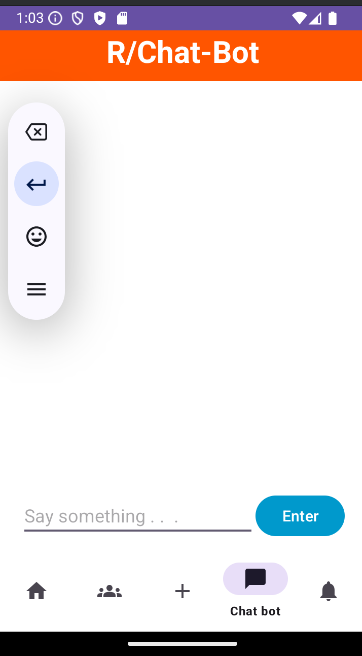 1:03
R/Chat-Bot
Say something . . .
Enter
Chat bot